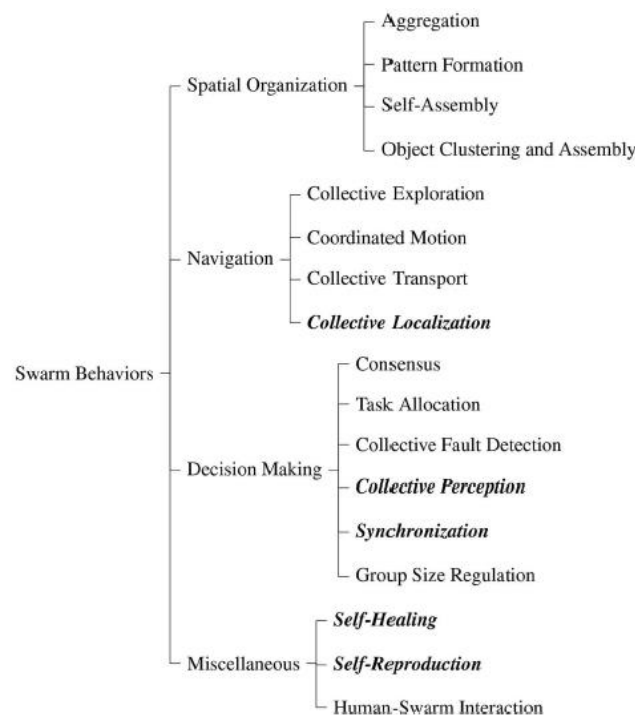 Aggregation
Pattern Formation
Spatial Organization
Self-Assembly
Object Clustering and Assembly
Collective Exploration
Coordinated Motion
Navigation
Collective Transport
Collective Localization
Swarm Behaviors
Consensus
Task Allocation
Collective Fault Detection
Decision Making
Collective Perception
Synchronization
Group Size Regulation
Self-Healing
Miscellaneous
Self-Reproduction
Human-Swarm Interaction